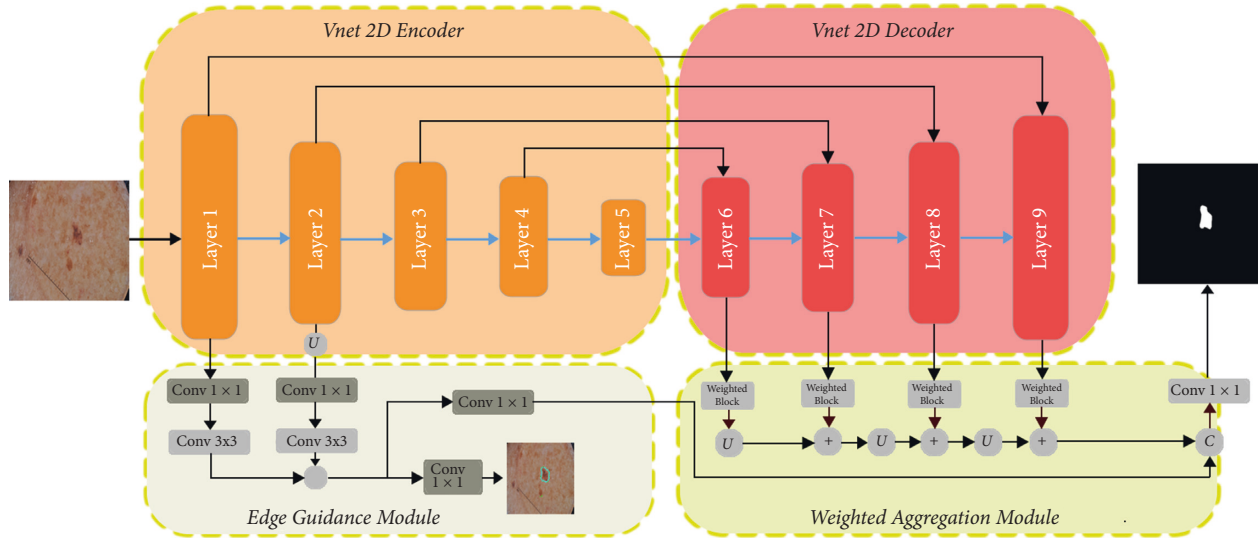 Vnet 2D Encoder
Vnet 2D Decoder
Layer 1
Layer 2
Layer 3
Layer 4
Layer 5
Layer 6
Layer 7
Layer 8
Layer 9
U
Conv 1 × 1
Conv 1 × 1
Conv 1 × 1
Weighted
Block
Weighted
Block
Weighted
Block
Weighted
Block
Conv 1 × 1
Conv 3x3
Conv 3x3
U
+
U
+
U
+
C
Conv
1 × 1
Edge Guidance Module
Weighted Aggregation Module
.